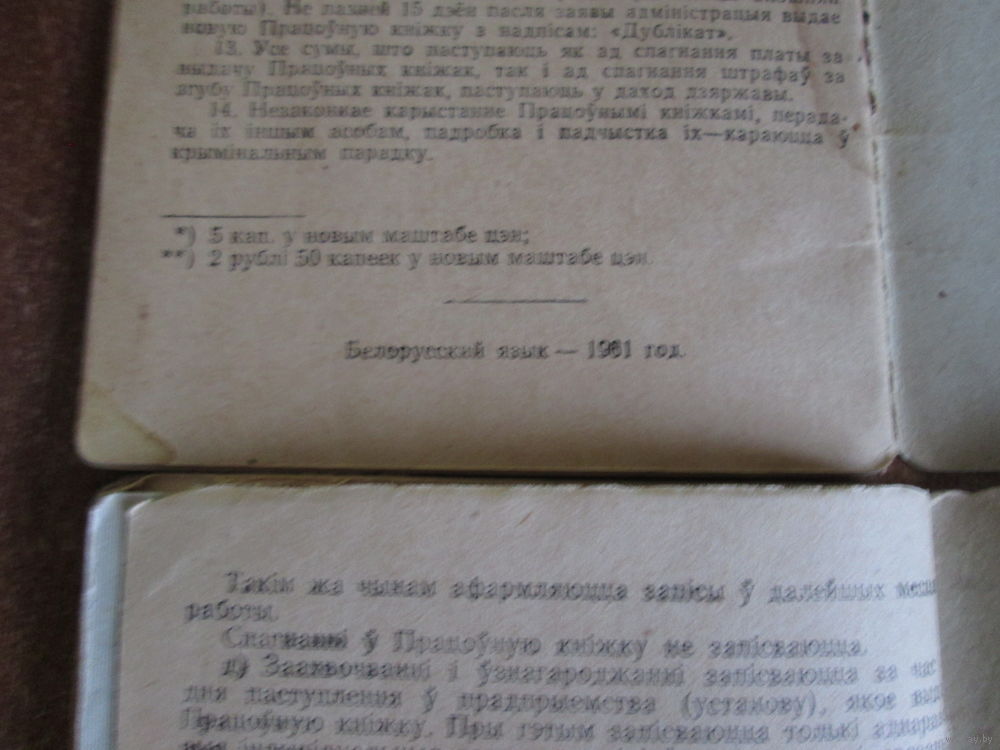 работы). Не пазней 15 дзён пасля заявы адміністрацыя выдае
новую Працоўную кніжку з надпісам: «Дублікат».
13. Усе сумы, што паступаюць як ад спагнання платы за
выдачу Працоўных кніжак, так і ад спагнання штрафаў за
згубу Працоўных кніжак, паступаюць у даход дзяржавы.
14. Незаконнае карыстанне Працоўнымі кніжкамі, перада-
ча іх іншым асобам, падробка і падчыстка іх—караюцца ў
крымінальным парадку.
*) 5 кап. у новым маштабе цэн;
**) 2 рублі 50 капеек у новым маштабе цэн.
Белорусский язык — 1961 год.
Такім жа чынам афармляюцца запісы ў далейшых
работы.
Спагнанні ў Працоўную кніжку не запісваюцца.
д) Заахвочванні і ўзнагароджанні запісваюцца за час
дня паступлення ў прадпрыемства (установу), якое
Працоўную кніжку. Пры гэтым запісваюцца толькі